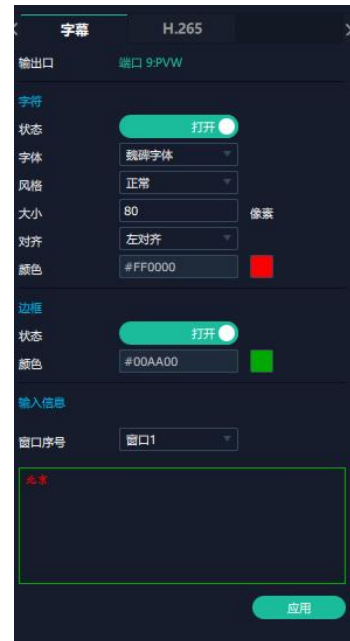 字幕 H.265
输出口 端口 9:PVW
字符
状态 打开
字体 魏碑字体
风格 正常
大小 80 像素
对齐 左对齐
颜色 #FF0000
边框
状态 打开
颜色 #00AA00
输入信息
窗口序号 窗口1
北京
应用